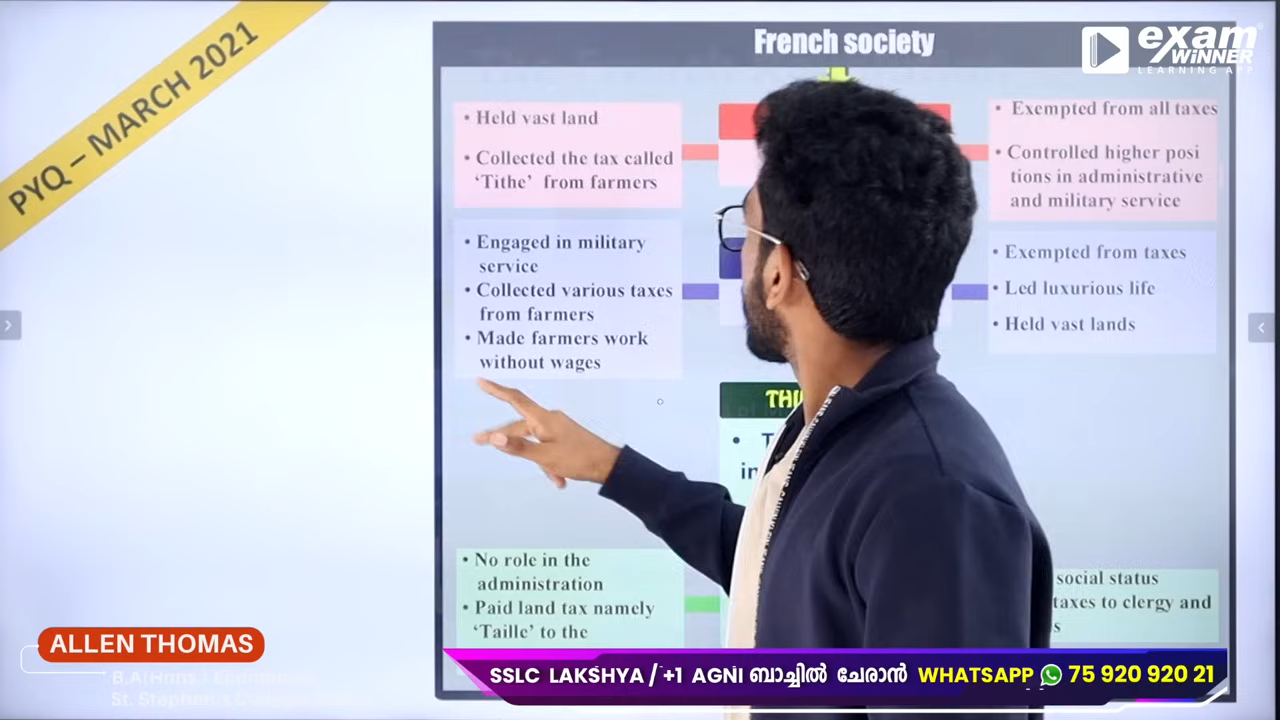 PYQ – MARCH 2021
French society
exam
WINNER
LEARNING APP
• Held vast land
• Collected the tax called
‘Tithe’ from farmers
• Exempted from all taxes
• Controlled higher posi
tions in administrative
and military service
• Engaged in military
service
• Collected various taxes
from farmers
• Made farmers work
without wages
• Exempted from taxes
• Led luxurious life
• Held vast lands
• No role in the
administration
• Paid land tax namely
‘Taille’ to the
social status
taxes to clergy and
ALLEN THOMAS
SSLC LAKSHYA / +1 AGNI ബാച്ചിൽ ചേരാൻ WHATSAPP 75 920 920 21